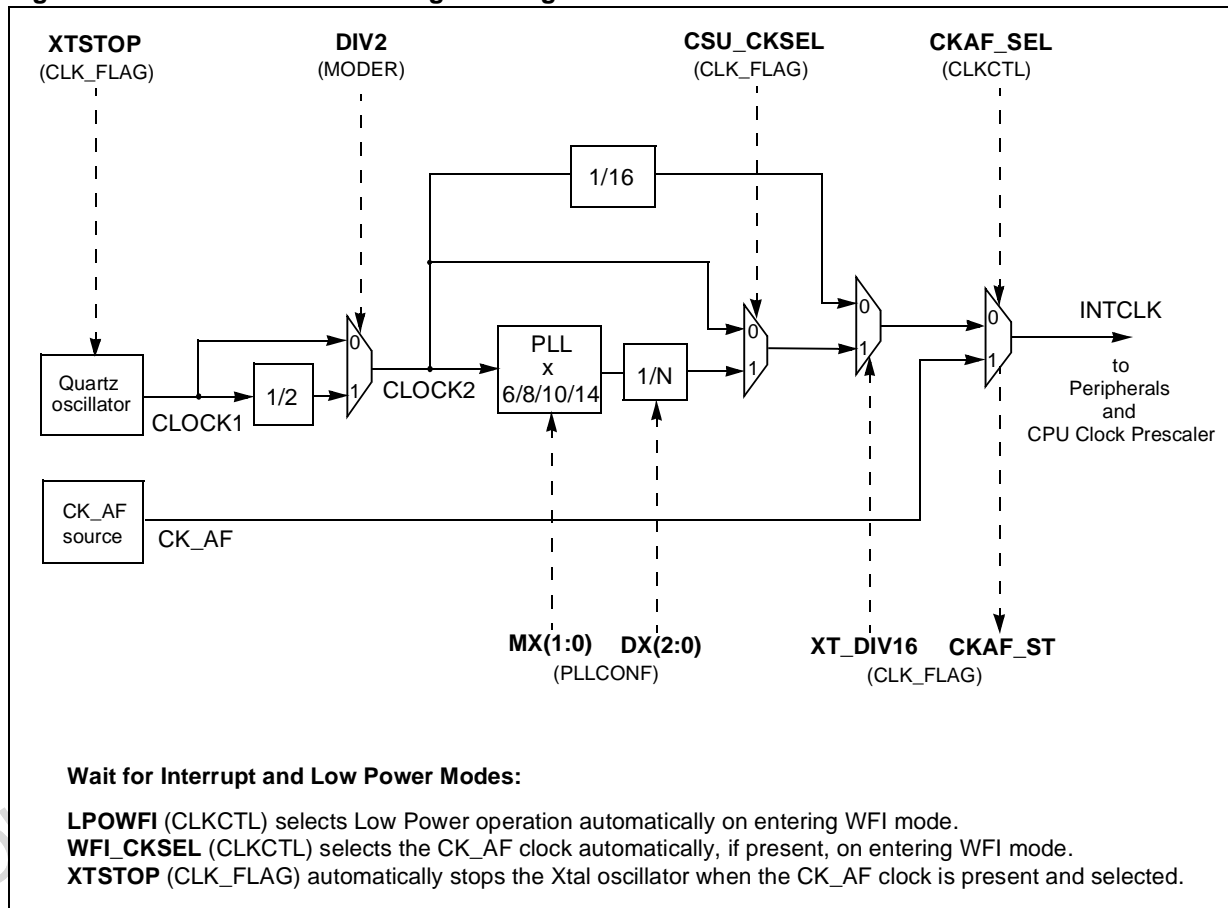 XTSTOP
(CLK_FLAG)
DIV2
(MODER)
CSU_CKSEL
(CLK_FLAG)
CKAF_SEL
(CLKCTL)
1/16
0
1
0
1
0
1
0
1
Quartz
oscillator
CLOCK1
1/2
CLOCK2
PLL
x
6/8/10/14
1/N
INTCLK
to
Peripherals
and
CPU Clock Prescaler
CK_AF
source
CK_AF
MX(1:0)
DX(2:0)
(PLLCONF)
XT_DIV16
CKAF_ST
(CLK_FLAG)
Wait for Interrupt and Low Power Modes:
LPOWFI (CLKCTL) selects Low Power operation automatically on entering WFI mode.
WFI_CKSEL (CLKCTL) selects the CK_AF clock automatically, if present, on entering WFI mode.
XTSTOP (CLK_FLAG) automatically stops the Xtal oscillator when the CK_AF clock is present and selected.